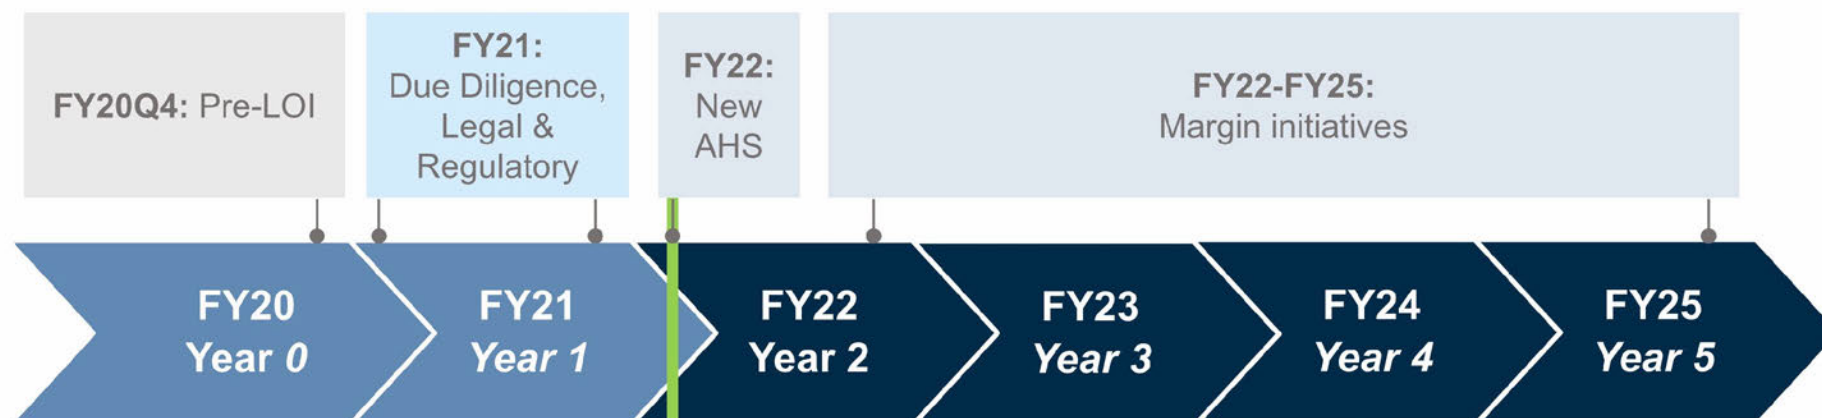 FY20Q4: Pre-LOI
FY21:
Due Diligence,
Legal &
Regulatory
FY22:
New
AHS
FY22-FY25:
Margin initiatives
FY20
Year 0
FY21
Year 1
FY22
Year 2
FY23
Year 3
FY24
Year 4
FY25
Year 5